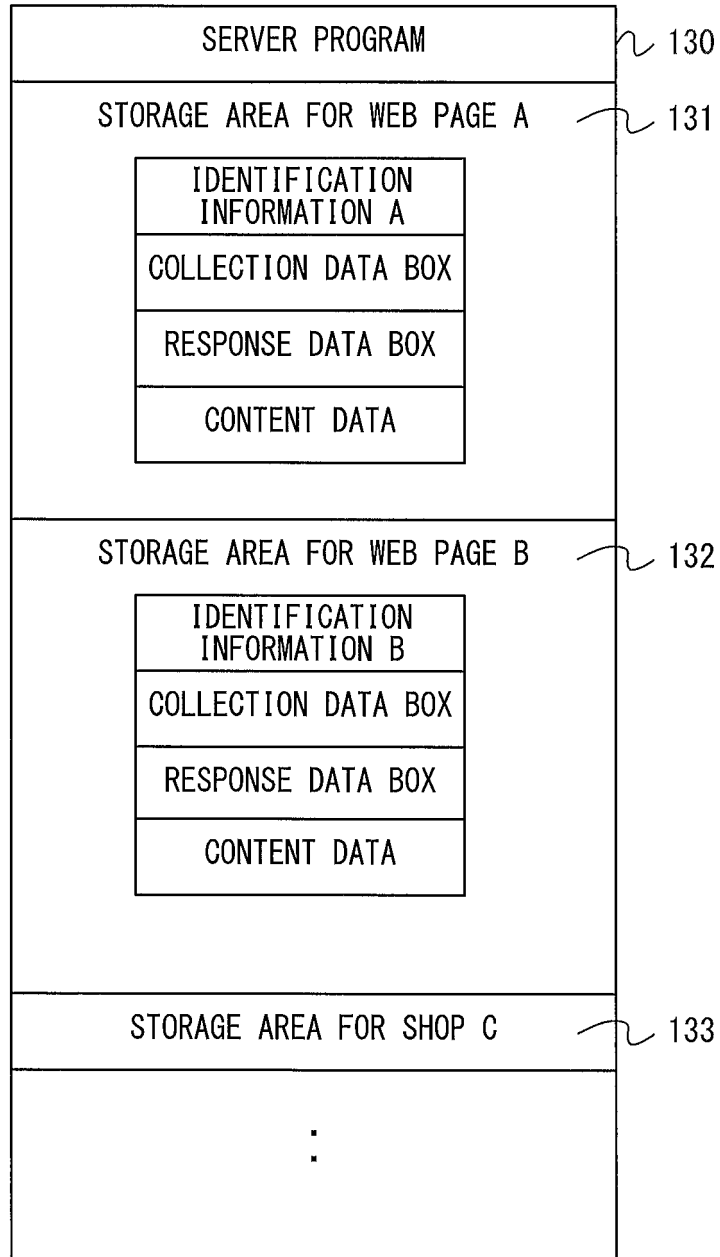 SERVER PROGRAM 130
STORAGE AREA FOR WEB PAGE A 131
IDENTIFICATION
INFORMATION A
COLLECTION DATA BOX
RESPONSE DATA BOX
CONTENT DATA
STORAGE AREA FOR WEB PAGE B 132
IDENTIFICATION
INFORMATION B
COLLECTION DATA BOX
RESPONSE DATA BOX
CONTENT DATA
STORAGE AREA FOR SHOP C 133
: